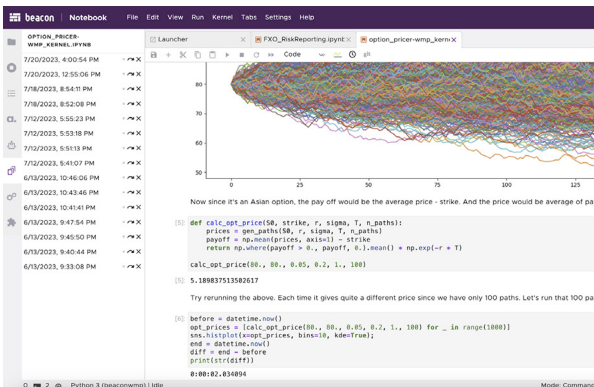 beacon | Notebook File Edit View Run Kernel Tabs Settings Help
OPTION_PRICER-
WMP_KERNEL.IPYNB
7/20/2023, 4:00:54 PM
7/20/2023, 12:55:06 PM
7/18/2023, 8:54:11 PM
7/18/2023, 8:52:08 PM
7/12/2023, 5:55:23 PM
7/12/2023, 5:53:18 PM
7/12/2023, 5:51:13 PM
7/12/2023, 5:41:07 PM
6/13/2023, 10:46:06 PM
6/13/2023, 10:43:46 PM
6/13/2023, 10:41:41 PM
6/13/2023, 9:47:54 PM
6/13/2023, 9:45:50 PM
6/13/2023, 9:40:44 PM
6/13/2023, 9:33:08 PM
Launcher FXO_RiskReporting.ipynb option_pricer-wmp_kern
Code git
80
70
60
50
0 25 50 75 100 125
Now since it's an Asian option, the pay off would be the average price - strike. And the price would be average of pa
[5]: def calc_opt_price(S0, strike, r, sigma, T, n_paths):
prices = gen_paths(S0, r, sigma, T, n_paths)
payoff = np.mean(prices, axis=1) - strike
return np.where(payoff > 0., payoff, 0.).mean() * np.exp(-r * T)
calc_opt_price(80., 80., 0.05, 0.2, 1., 100)
[5]: 5.189837513502617
Try rerunning the above. Each time it gives quite a different price since we have only 100 paths. Let's run that 100 pa
[6]: before = datetime.now()
opt_prices = [calc_opt_price(80., 80., 0.05, 0.2, 1., 100) for _ in range(1000)]
sns.histplot(x=opt_prices, bins=10, kde=True);
end = datetime.now()
diff = end - before
print(str(diff))
0:00:02.034094
0 2 Python 3 (beaconwmp) | Idle Mode: Command